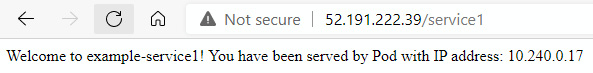 Not secure | 52.191.222.39/service1
Welcome to example-service1! You have been served by Pod with IP address: 10.240.0.17